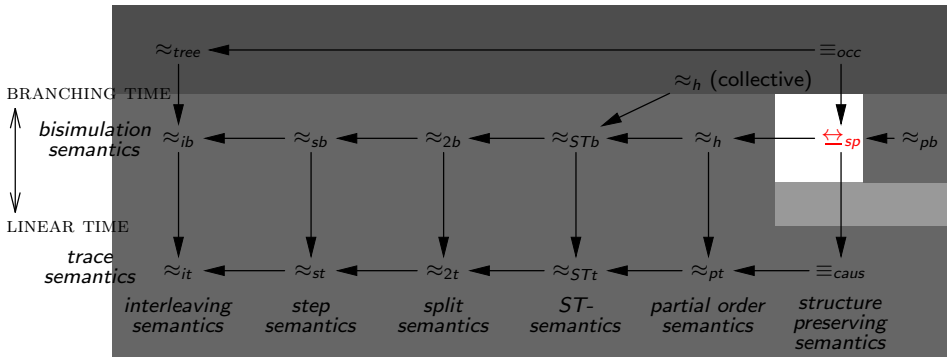 ≈tree ≡occ
≈h (collective)
BRANCHING TIME
bisimulation
semantics
≈ib ≈sb ≈2b ≈STb ≈h ↔sp ≈pb
LINEAR TIME
trace
semantics
≈it ≈st ≈2t ≈STt ≈pt ≡caus
interleaving
semantics
step
semantics
split
semantics
ST-
semantics
partial order
semantics
structure
preserving
semantics